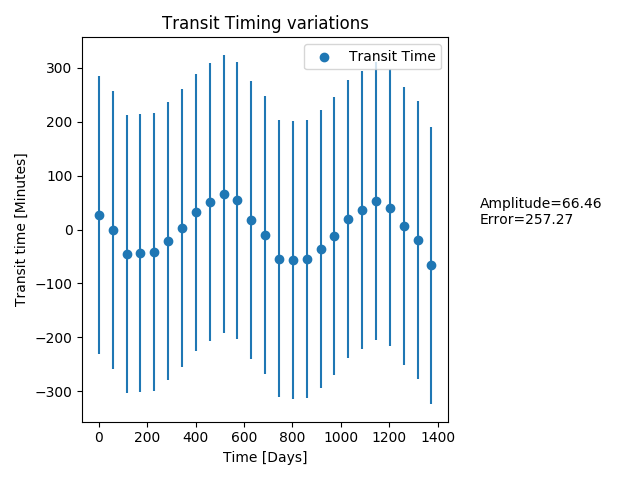 Transit Timing variations
Transit Time
Transit time [Minutes]
300
200
100
0
−100
−200
−300
0 200 400 600 800 1000 1200 1400
Time [Days]
Amplitude=66.46
Error=257.27